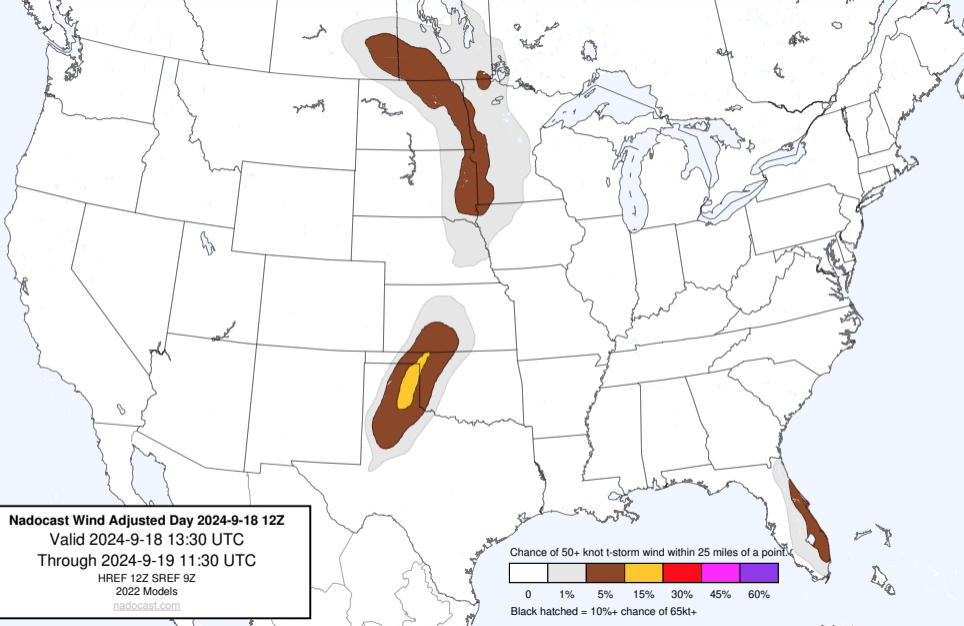 Nadocast Wind Adjusted Day 2024-9-18 12Z
Valid 2024-9-18 13:30 UTC
Through 2024-9-19 11:30 UTC
HREF 12Z SREF 9Z
2022 Models
nadocast.com
Chance of 50+ knot t-storm wind within 25 miles of a point.
0 1% 5% 15% 30% 45% 60%
Black hatched = 10%+ chance of 65kt+